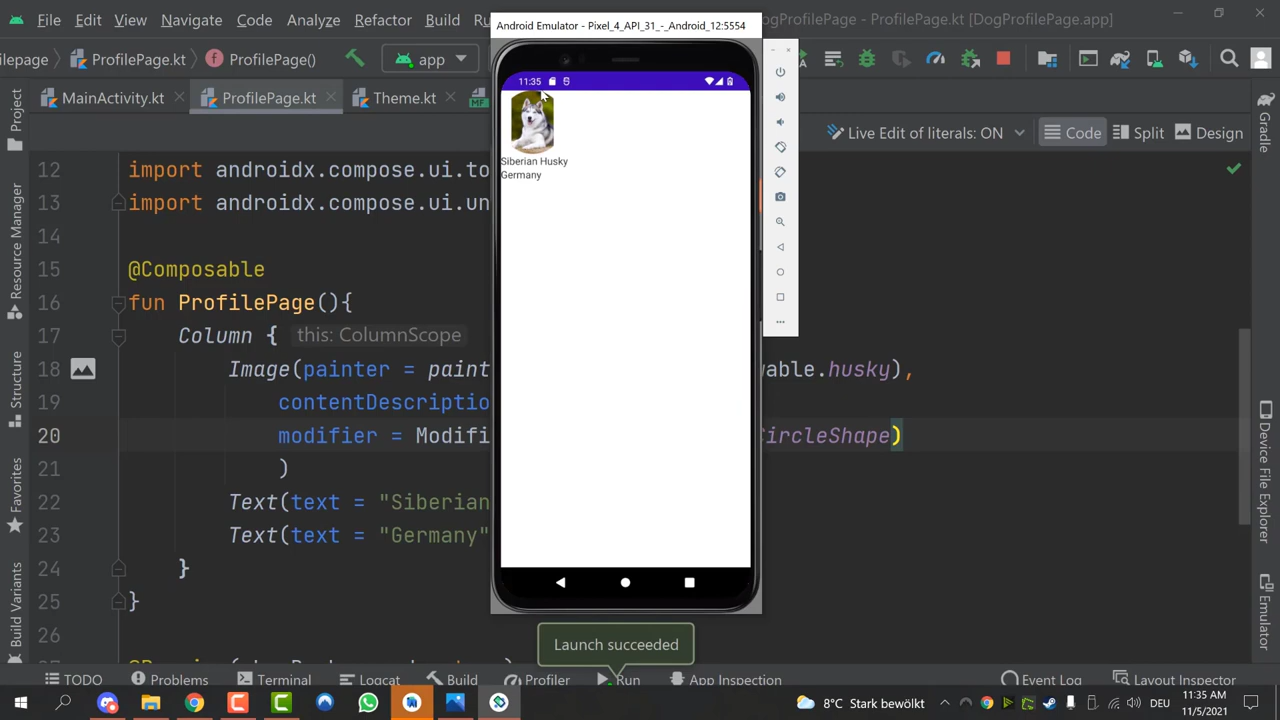 File Edit View Navigate Code Analyze Refactor Build
Android Emulator - Pixel_4_API_31_-_Android_12:5554
DogProfilePage - ProfilePage.kt [DogProfilePage.app]
ilepage ProfilePage.kt ProfilePage() app
MainActivity.kt ProfilePage.kt Theme.kt MF
Live Edit of literals: ON Code Split Design
11:35
Siberian Husky
Germany
12 import androidx.compose.ui.to
13 import androidx.compose.ui.un
14
15 @Composable
16 fun ProfilePage(){
17 Column { this: ColumnScope
18 Image(painter = paint able.husky),
19 contentDescriptio
20 modifier = Modifi CircleShape)
21 )
22 Text(text = "Siberian
23 Text(text = "Germany"
24 }
25 }
26
Project
Resource Manager
Structure
Favorites
Build Variants
Gradle
Device File Explorer
Emulator
Launch succeeded
TODO Problems Terminal Logcat Build Profiler Run App Inspection Event Log Layout Inspector
8°C Stark bewölkt DEU 11:35 AM
11/5/2021